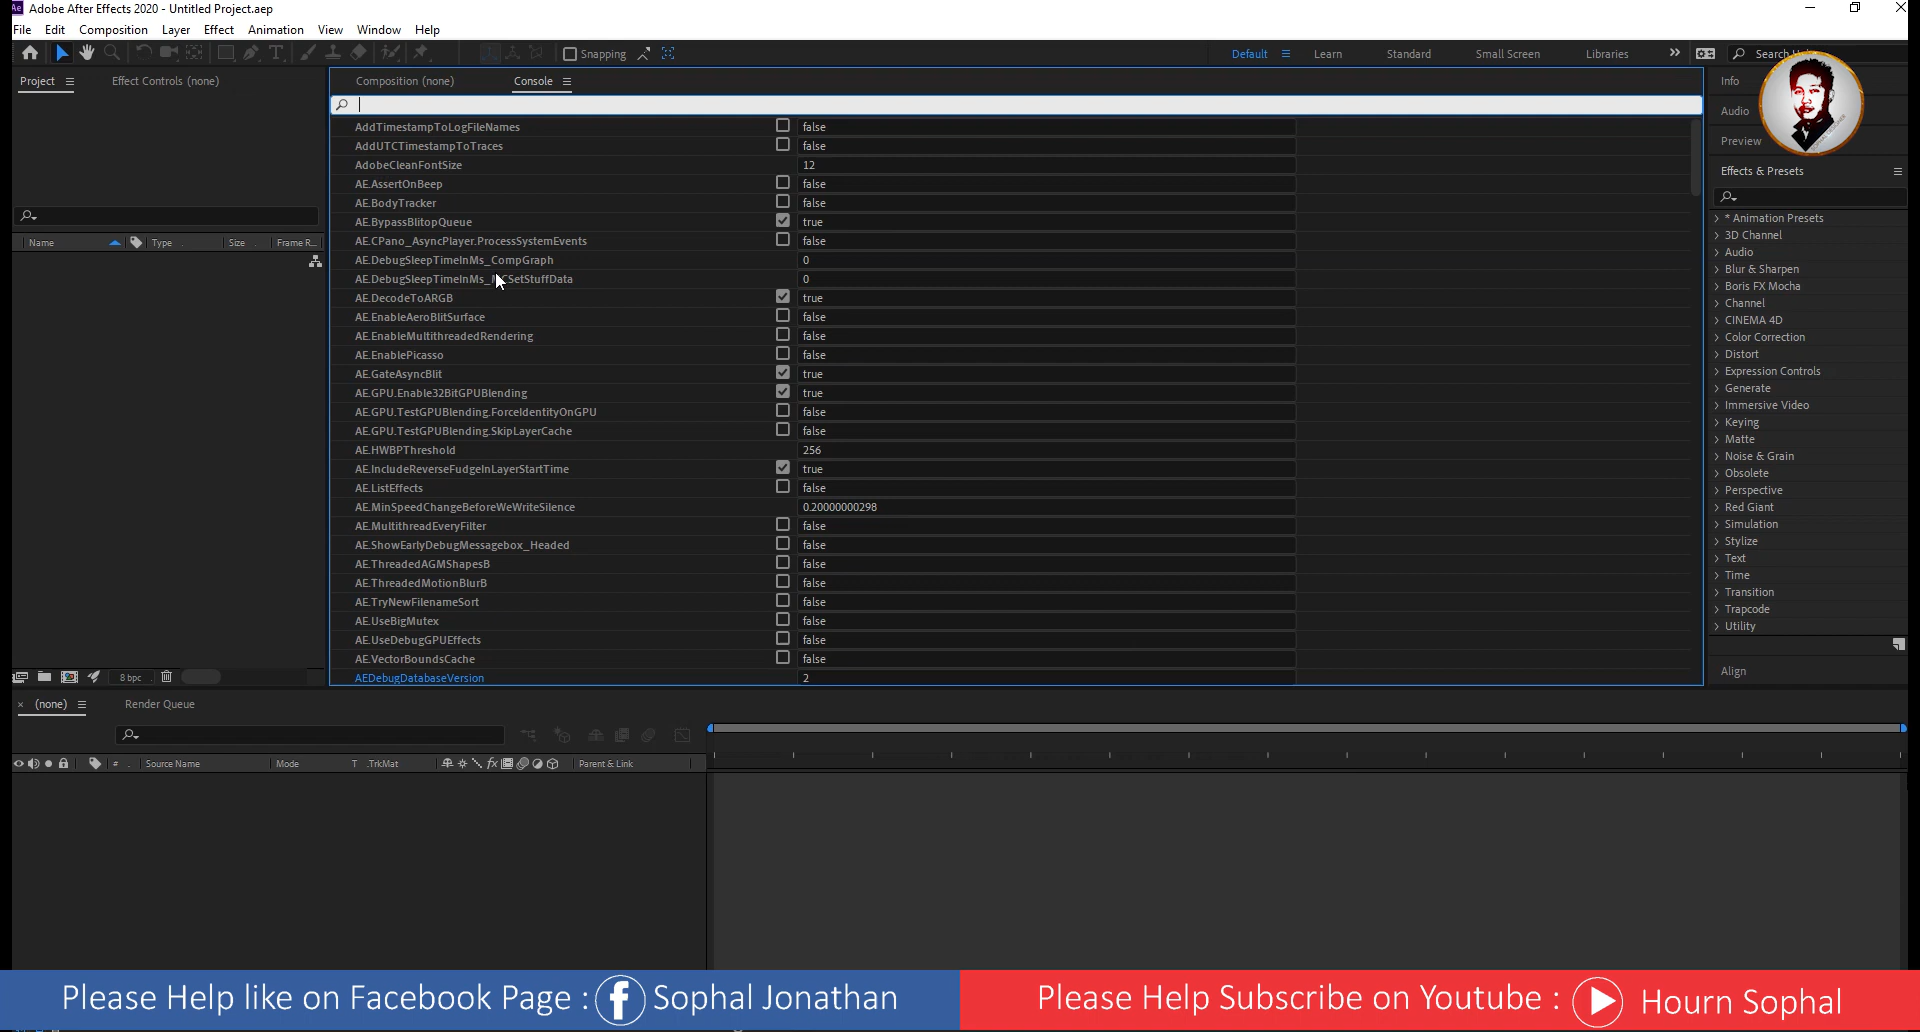 Ae Adobe After Effects 2020 - Untitled Project.aep
File Edit Composition Layer Effect Animation View Window Help
Snapping Default Learn Standard Small Screen Libraries
Project Effect Controls (none)
Name Type Size Frame R...
8 bpc
Composition (none) Console
AddTimestampToLogFileNames false
AddUTCTimestampToTraces false
AdobeCleanFontSize 12
AE.AssertOnBeep false
AE.BodyTracker false
AE.BypassBlitopQueue true
AE.CPano_AsyncPlayer.ProcessSystemEvents false
AE.DebugSleepTimeInMs_CompGraph 0
AE.DebugSleepTimeInMs_ CSetStuffData 0
AE.DecodeToARGB true
AE.EnableAeroBlitSurface false
AE.EnableMultithreadedRendering false
AE.EnablePicasso false
AE.GateAsyncBlit true
AE.GPU.Enable32BitGPUBlending true
AE.GPU.TestGPUBlending.ForceIdentityOnGPU false
AE.GPU.TestGPUBlending.SkipLayerCache false
AE.HWBPThreshold 256
AE.IncludeReverseFudgeInLayerStartTime true
AE.ListEffects false
AE.MinSpeedChangeBeforeWeWriteSilence 0.20000000298
AE.MultithreadEveryFilter false
AE.ShowEarlyDebugMessagebox_Headed false
AE.ThreadedAGMShapesB false
AE.ThreadedMotionBlurB false
AE.TryNewFilenameSort false
AE.UseBigMutex false
AE.UseDebugGPUEffects false
AE.VectorBoundsCache false
AEDebugDatabaseVersion 2
Info
Audio
Preview
Effects & Presets
* Animation Presets
3D Channel
Audio
Blur & Sharpen
Boris FX Mocha
Channel
CINEMA 4D
Color Correction
Distort
Expression Controls
Generate
Immersive Video
Keying
Matte
Noise & Grain
Obsolete
Perspective
Red Giant
Simulation
Stylize
Text
Time
Transition
Trapcode
Utility
Align
(none) Render Queue
# Source Name Mode T .TrkMat fx Parent & Link
Please Help like on Facebook Page : f Sophal Jonathan
Please Help Subscribe on Youtube : Hourn Sophal